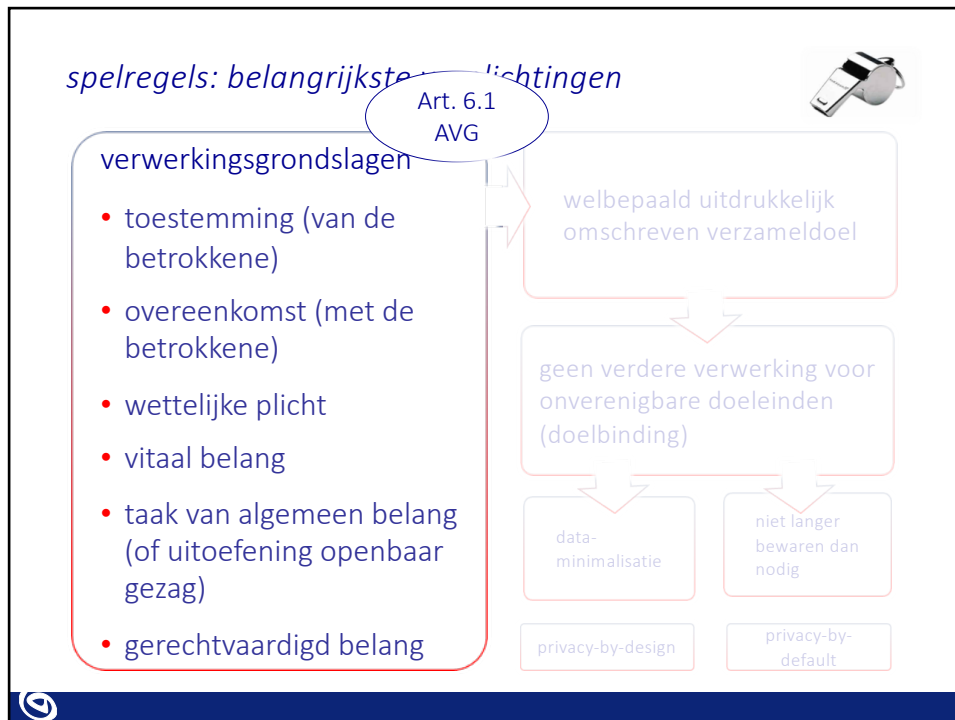 spelregels: belangrijkste lichtingen
Art. 6.1
AVG
verwerkingsgrondslagen
• toestemming (van de
betrokkene)
• overeenkomst (met de
betrokkene)
• wettelijke plicht
• vitaal belang
• taak van algemeen belang
(of uitoefening openbaar
gezag)
• gerechtvaardigd belang
welbepaald uitdrukkelijk
omschreven verzameldoel
geen verdere verwerking voor
onverenigbare doeleinden
(doelbinding)
data-
minimalisatie
niet langer
bewaren dan
nodig
privacy-by-design
privacy-by-
default